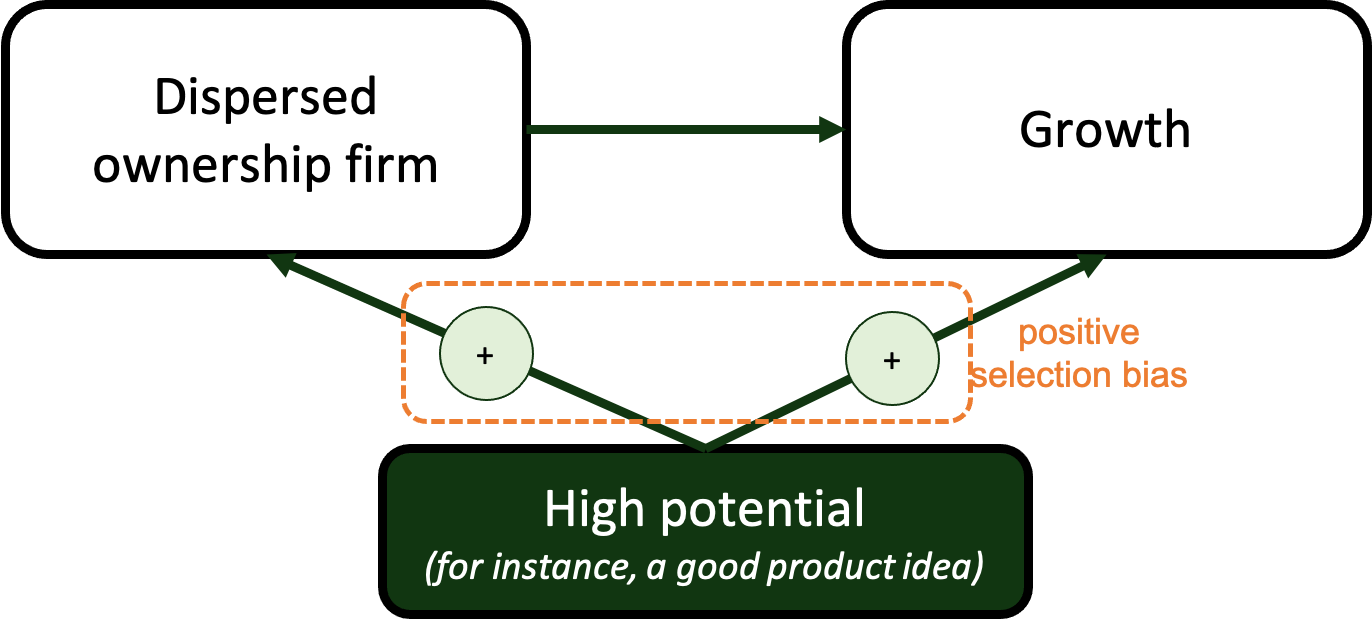 Dispersed
ownership firm
Growth
+
+
positive
selection bias
High potential
(for instance, a good product idea)